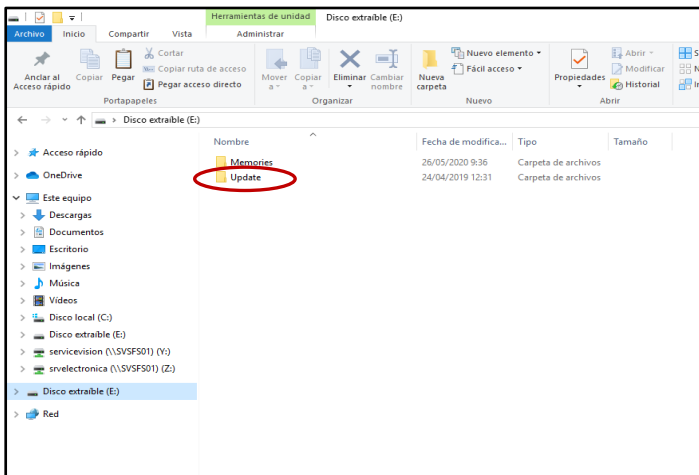 Herramientas de unidad Disco extraíble (E:)
Archivo Inicio Compartir Vista Administrar
Anclar al Acceso rápido
Copiar
Pegar
Cortar
Copiar ruta de acceso
Pegar acceso directo
Portapapeles
Mover a
Copiar a
Eliminar
Cambiar nombre
Organizar
Nueva carpeta
Nuevo elemento
Fácil acceso
Nuevo
Propiedades
Abrir
Modificar
Historial
Abrir
Disco extraíble (E:)
Nombre Fecha de modifica... Tipo Tamaño
Memories 26/05/2020 9:36 Carpeta de archivos
Update 24/04/2019 12:31 Carpeta de archivos
Acceso rápido
OneDrive
Este equipo
Descargas
Documentos
Escritorio
Imágenes
Música
Vídeos
Disco local (C:)
Disco extraíble (E:)
servicevision (\\SVSFS01) (Y:)
srvelectronica (\\SVSFS01) (Z:)
Disco extraíble (E:)
Red